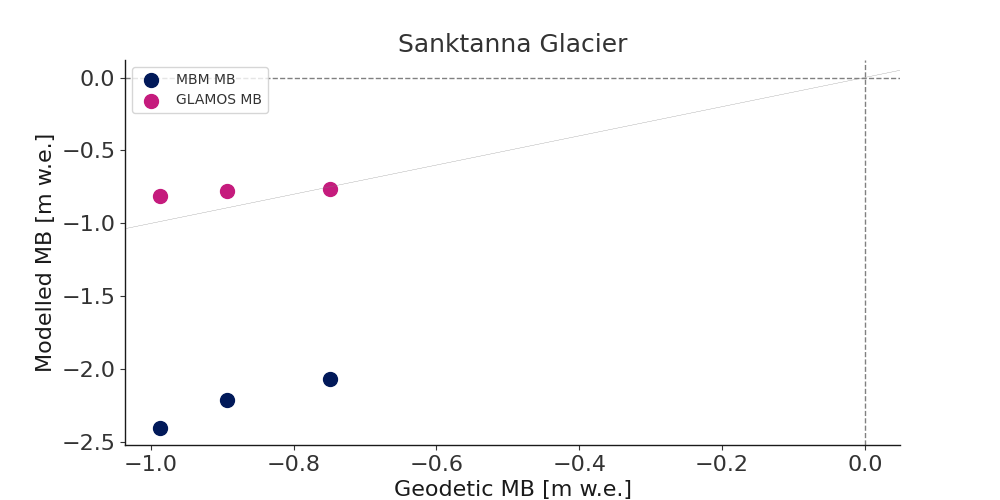 Sanktanna Glacier
MBM MB
GLAMOS MB
Modelled MB [m w.e.]
0.0
−0.5
−1.0
−1.5
−2.0
−2.5
−1.0 −0.8 −0.6 −0.4 −0.2 0.0
Geodetic MB [m w.e.]